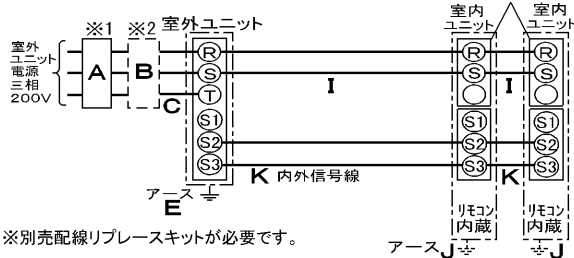 ※1
※2
室外ユニット
室内
ユニット
室内
ユニット
室外
ユニット
電源
三相
200V
A
B
C
R
S
T
S1
S2
S3
R
S
S1
S2
S3
R
S
S1
S2
S3
I
I
K 内外信号線
K
アース
E
リモコン
内蔵
リモコン
内蔵
アース J
J
※別売配線リプレースキットが必要です。